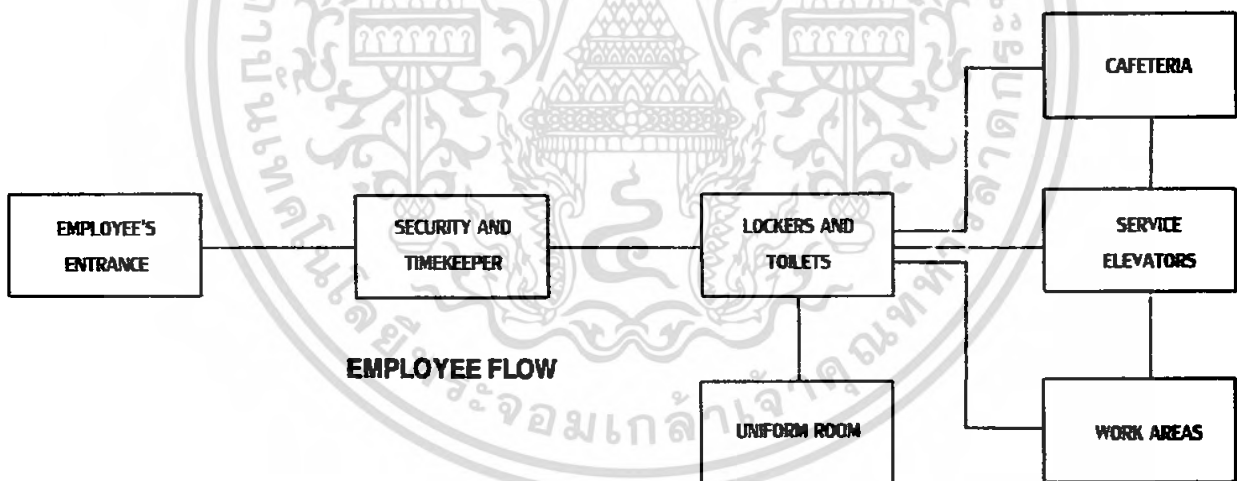 CAFETERIA
EMPLOYEE'S
ENTRANCE
SECURITY AND
TIMEKEEPER
LOCKERS AND
TOILETS
SERVICE
ELEVATORS
EMPLOYEE FLOW
UNIFORM ROOM
WORK AREAS